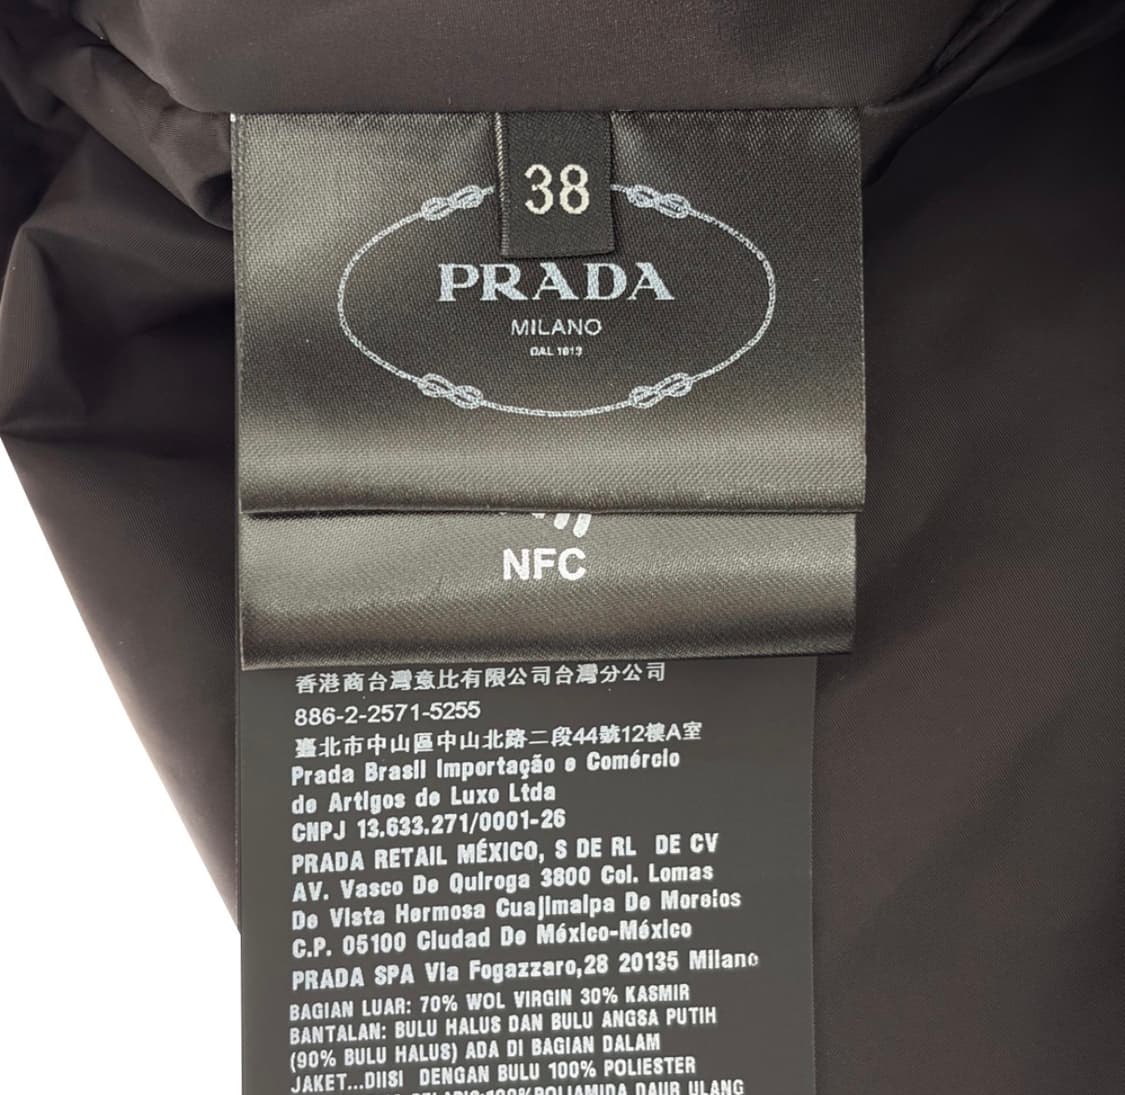 38
PRADA
MILANO
DAL 1913
NFC
香港商台灣意比有限公司台灣分公司
886-2-2571-5255
臺北市中山區中山北路二段44號12樓A室
Prada Brasil Importação e Comércio
de Artigos de Luxo Ltda
CNPJ 13.633.271/0001-26
PRADA RETAIL MÉXICO, S DE RL DE CV
AV. Vasco De Quiroga 3800 Col. Lomas
De Vista Hermosa Cuajimalpa De Morelos
C.P. 05100 Ciudad De México-México
PRADA SPA Via Fogazzaro,28 20135 Milano
BAGIAN LUAR: 70% WOL VIRGIN 30% KASMIR
BANTALAN: BULU HALUS DAN BULU ANGSA PUTIH
(90% BULU HALUS) ADA DI BAGIAN DALAM
JAKET...DIISI DENGAN BULU 100% POLIESTER
POLIAMIDA DAUR ULANG